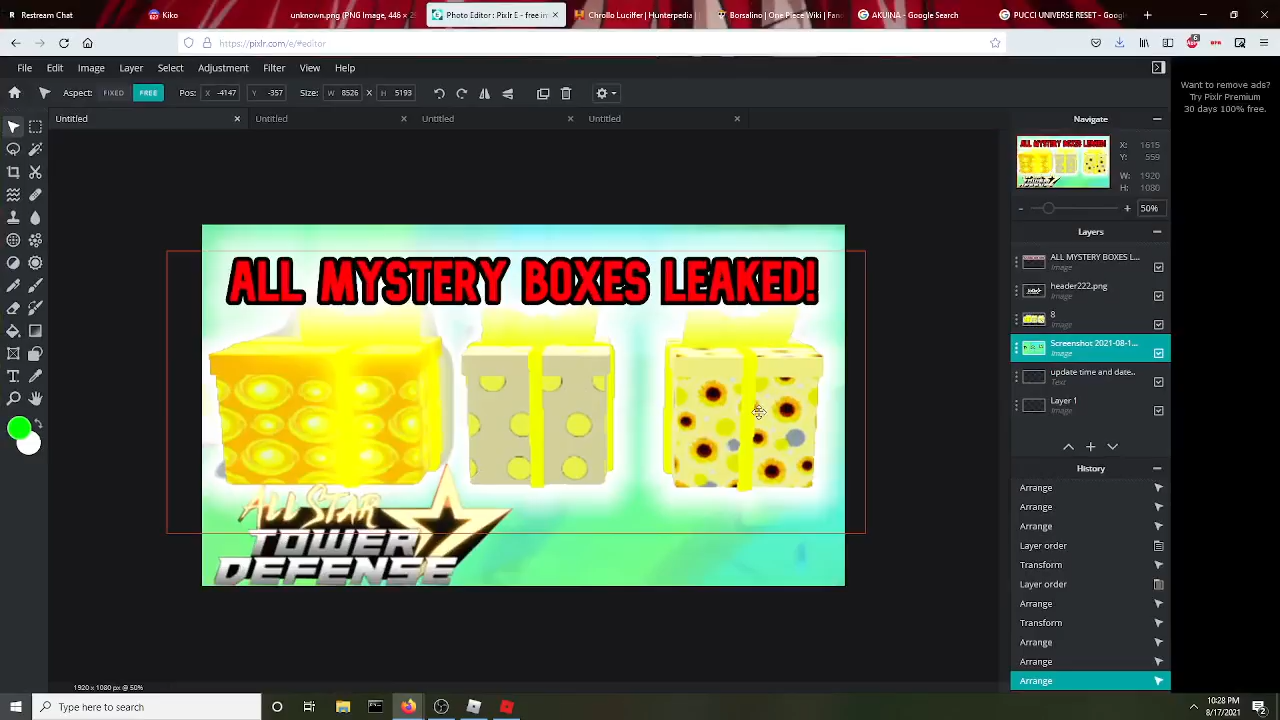 Kiko
unknown.png (PNG Image, 446 × 2
Photo Editor : Pixlr E - free im
Chrollo Lucilfer | Hunterpedia |
Borsalino | One Piece Wiki | Fan
AKUINA - Google Search
PUCCI UNIVERSE RESET - Goog
https://pixlr.com/e/#editor
File Edit Image Layer Select Adjustment Filter View Help
Aspect: FIXED FREE Pos: X -4147 Y -357 Size: W 8526 X H 5193
Untitled × Untitled × Untitled × Untitled ×
Want to remove ads?
Try Pixlr Premium
30 days 100% free.
Navigate
X: 1615
Y: 559
W: 1920
H: 1080
50%
Layers
ALL MYSTERY BOXES L...
Image
header222.png
Image
8
Image
Screenshot 2021-08-1...
Image
update time and date..
Text
Layer 1
Image
History
Arrange
Arrange
Arrange
Layer order
Transform
Layer order
Arrange
Transform
Arrange
Arrange
Arrange
ALL MYSTERY BOXES LEAKED!
ALL STAR
TOWER
DEFENSE
1920 x 1080 px @ 50%
Type here to search
10:28 PM
8/17/2021